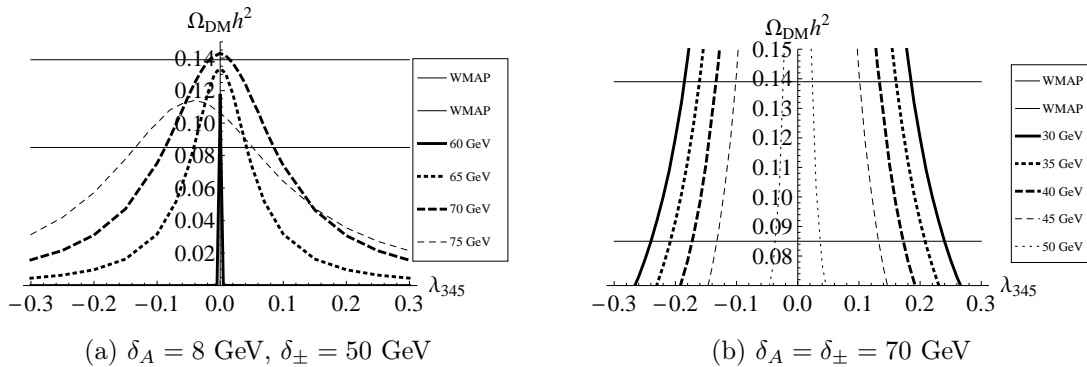 Ω_DM h²
0.14
0.12
0.10
0.08
0.06
0.04
0.02
−0.3 −0.2 −0.1 0.0 0.1 0.2 0.3
λ₃₄₅
WMAP
WMAP
60 GeV
65 GeV
70 GeV
75 GeV
(a) δ_A = 8 GeV, δ_± = 50 GeV
Ω_DM h²
0.15
0.14
0.13
0.12
0.11
0.10
0.09
0.08
−0.3 −0.2 −0.1 0.0 0.1 0.2 0.3
λ₃₄₅
WMAP
WMAP
30 GeV
35 GeV
40 GeV
45 GeV
50 GeV
(b) δ_A = δ_± = 70 GeV